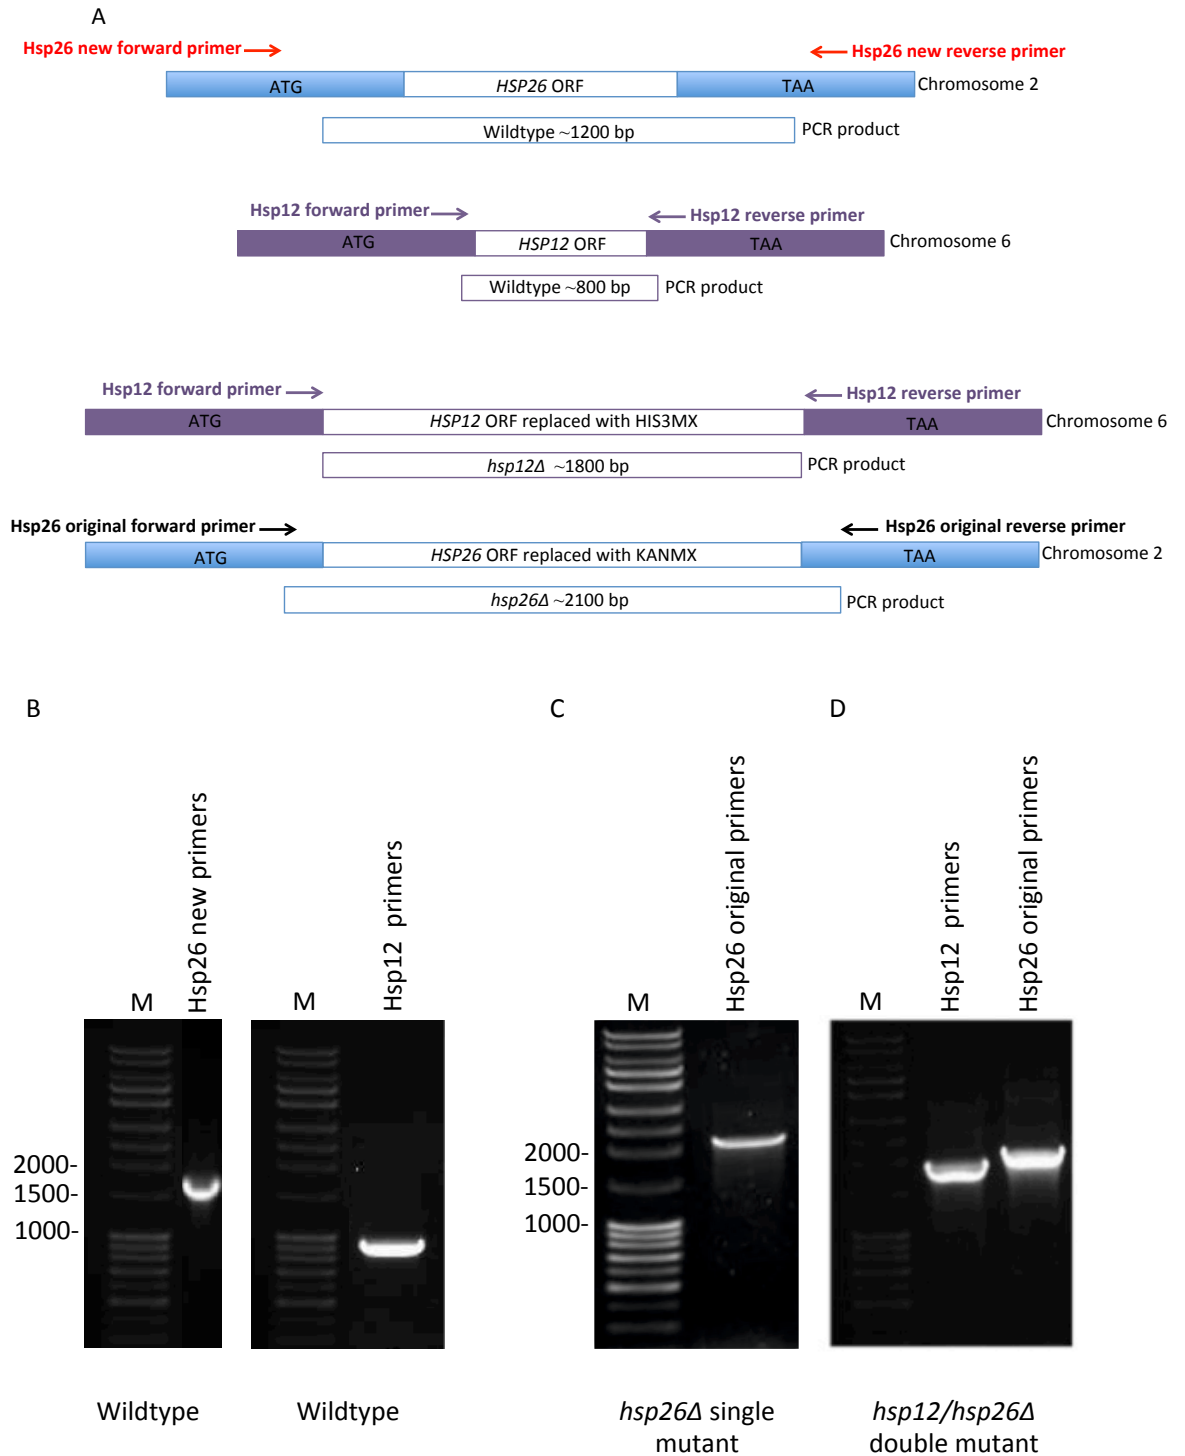 A
Hsp26 new forward primer
Hsp26 new reverse primer
ATG
HSP26 ORF
TAA
Chromosome 2
Wildtype ~1200 bp
PCR product
Hsp12 forward primer
Hsp12 reverse primer
ATG
HSP12 ORF
TAA
Chromosome 6
Wildtype ~800 bp
PCR product
Hsp12 forward primer
Hsp12 reverse primer
ATG
HSP12 ORF replaced with HIS3MX
TAA
Chromosome 6
hsp12Δ ~1800 bp
PCR product
Hsp26 original forward primer
Hsp26 original reverse primer
ATG
HSP26 ORF replaced with KANMX
TAA
Chromosome 2
hsp26Δ ~2100 bp
PCR product
B
M
Hsp26 new primers
M
Hsp12 primers
2000-
1500-
1000-
Wildtype
Wildtype
C
M
Hsp26 original primers
2000-
1500-
1000-
hsp26Δ single
mutant
D
M
Hsp12 primers
Hsp26 original primers
hsp12/hsp26Δ
double mutant